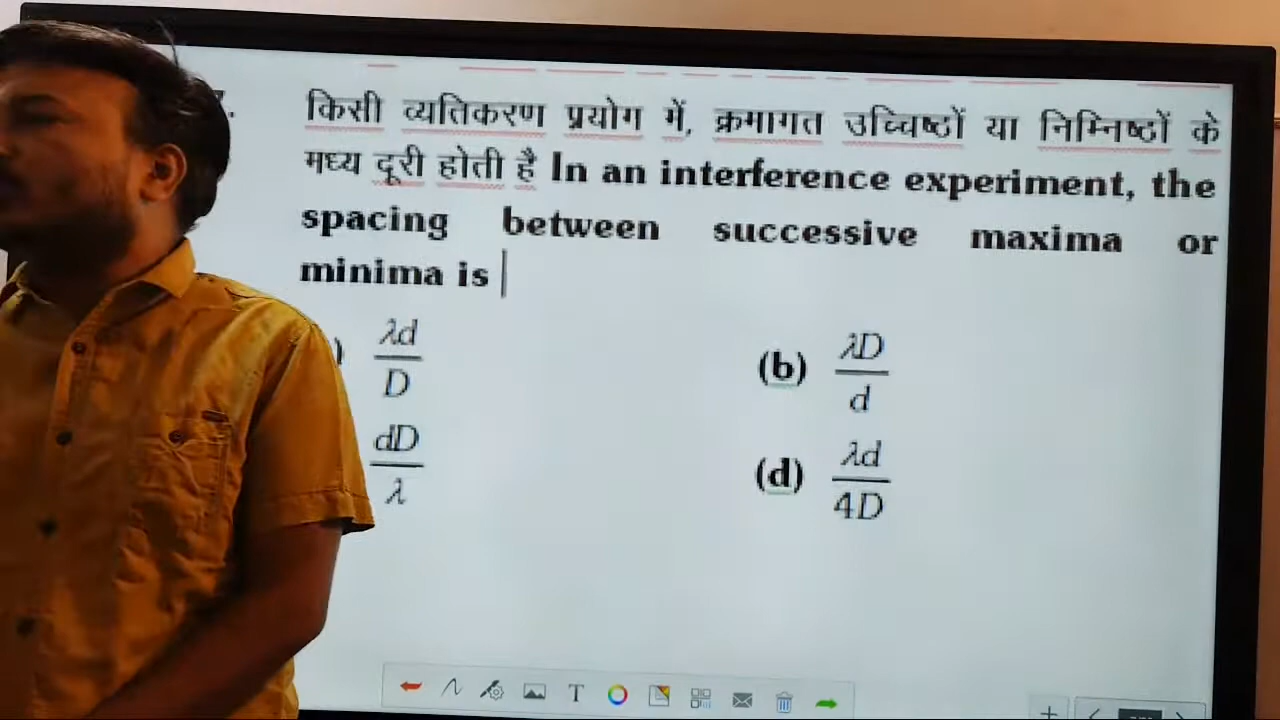 किसी व्यतिकरण प्रयोग में, क्रमागत उच्चिष्ठों या निम्निष्ठों के
मध्य दूरी होती है In an interference experiment, the
spacing between successive maxima or
minima is
) λd/D (b) λD/d
dD/λ (d) λd/4D
T